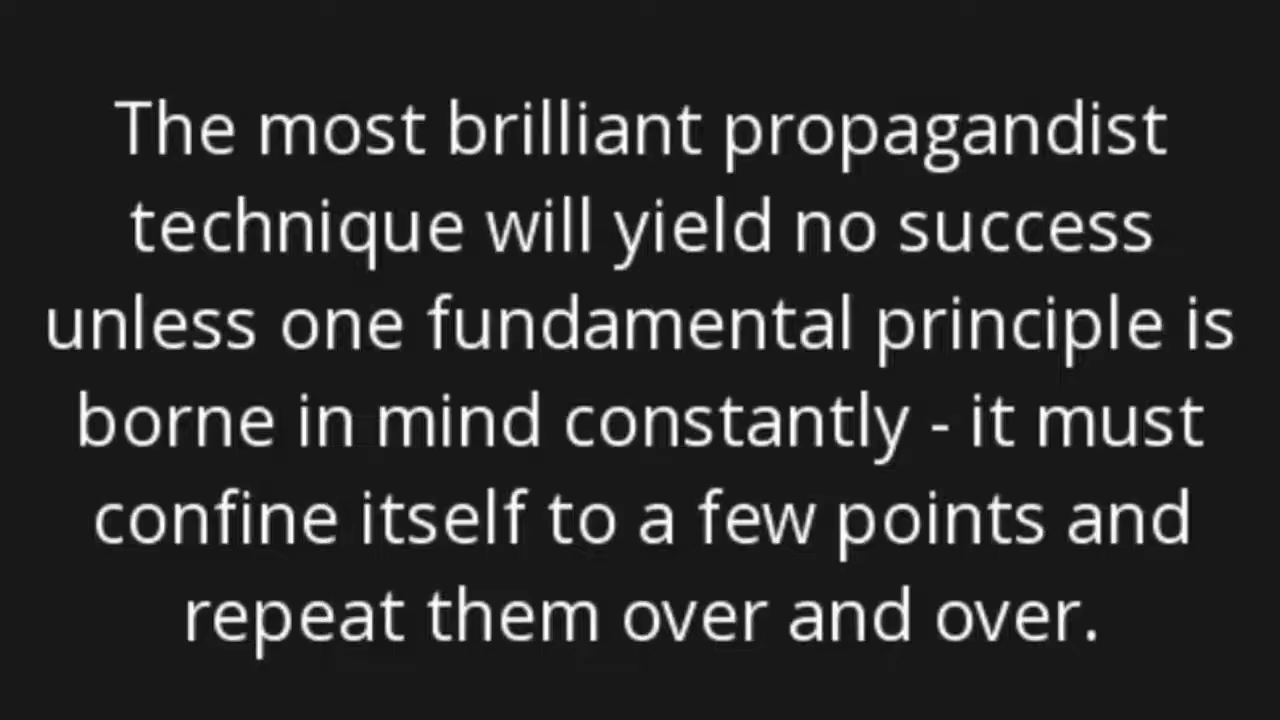 The most brilliant propagandist
technique will yield no success
unless one fundamental principle is
borne in mind constantly - it must
confine itself to a few points and
repeat them over and over.